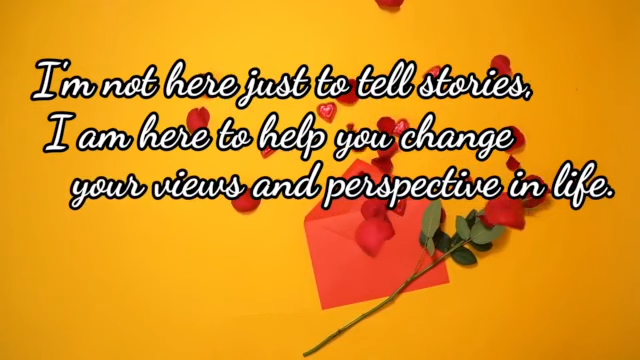 I'm not here just to tell stories,
I am here to help you change
your views and perspective in life.